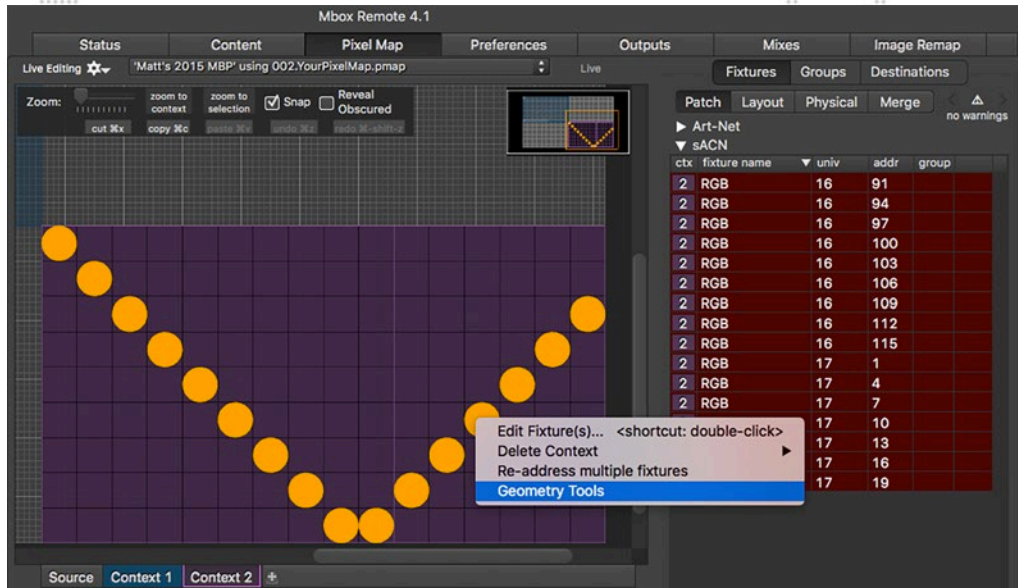 Mbox Remote 4.1
Status Content Pixel Map Preferences Outputs Mixes Image Remap
Live Editing 'Matt's 2015 MBP' using 002.YourPixelMap.pmap Live
Fixtures Groups Destinations
Zoom: zoom to context zoom to selection Snap Reveal Obscured
cut ⌘x copy ⌘c paste ⌘v undo ⌘z redo ⌘-shift-z
Patch Layout Physical Merge no warnings
Art-Net
sACN
ctx fixture name univ addr group
2 RGB 16 91
2 RGB 16 94
2 RGB 16 97
2 RGB 16 100
2 RGB 16 103
2 RGB 16 106
2 RGB 16 109
2 RGB 16 112
2 RGB 16 115
2 RGB 17 1
2 RGB 17 4
2 RGB 17 7
17 10
17 13
17 16
17 19
Edit Fixture(s)... <shortcut: double-click>
Delete Context
Re-address multiple fixtures
Geometry Tools
Source Context 1 Context 2